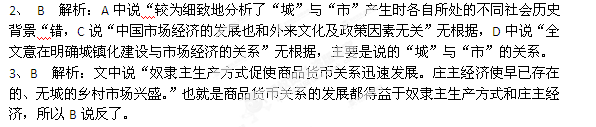 2、 B 解析：A中说“较为细致地分析了“城”与“市”产生时各自所处的不同社会历史
背景“错，C说“中国市场经济的发展也和外来文化及政策因素无关”无根据，D中说“全
文意在明确城镇化建设与市场经济的关系”无根据，主要是说的“城”与“市”的关系。
3、 B 解析：文中说“奴隶主生产方式促使商品货币关系迅速发展。庄主经济使早已存在
的、无城的乡村市场兴盛。”也就是商品货币关系的发展都得益于奴隶主生产方式和庄主经
济，所以B说反了。